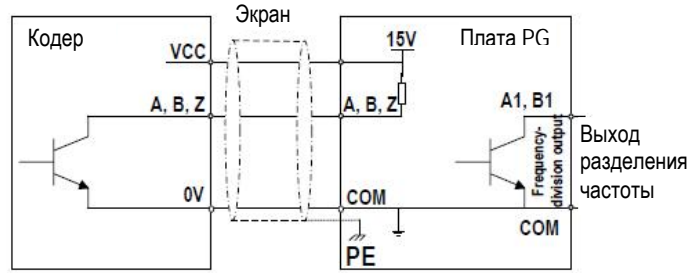 Экран
Кодер
Плата PG
VCC
15V
A, B, Z
A, B, Z
A1, B1
Frequency-
division output
Выход
разделения
частоты
0V
COM
COM
PE